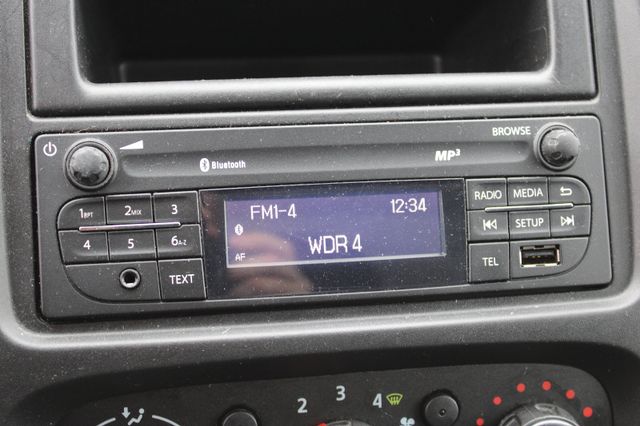 BROWSE
Bluetooth
MP3
1RPT 2MIX 3
4 5 6A-Z
TEXT
FM1-4 12:34
WDR 4
AF
RADIO MEDIA
SETUP
TEL
2 3 4